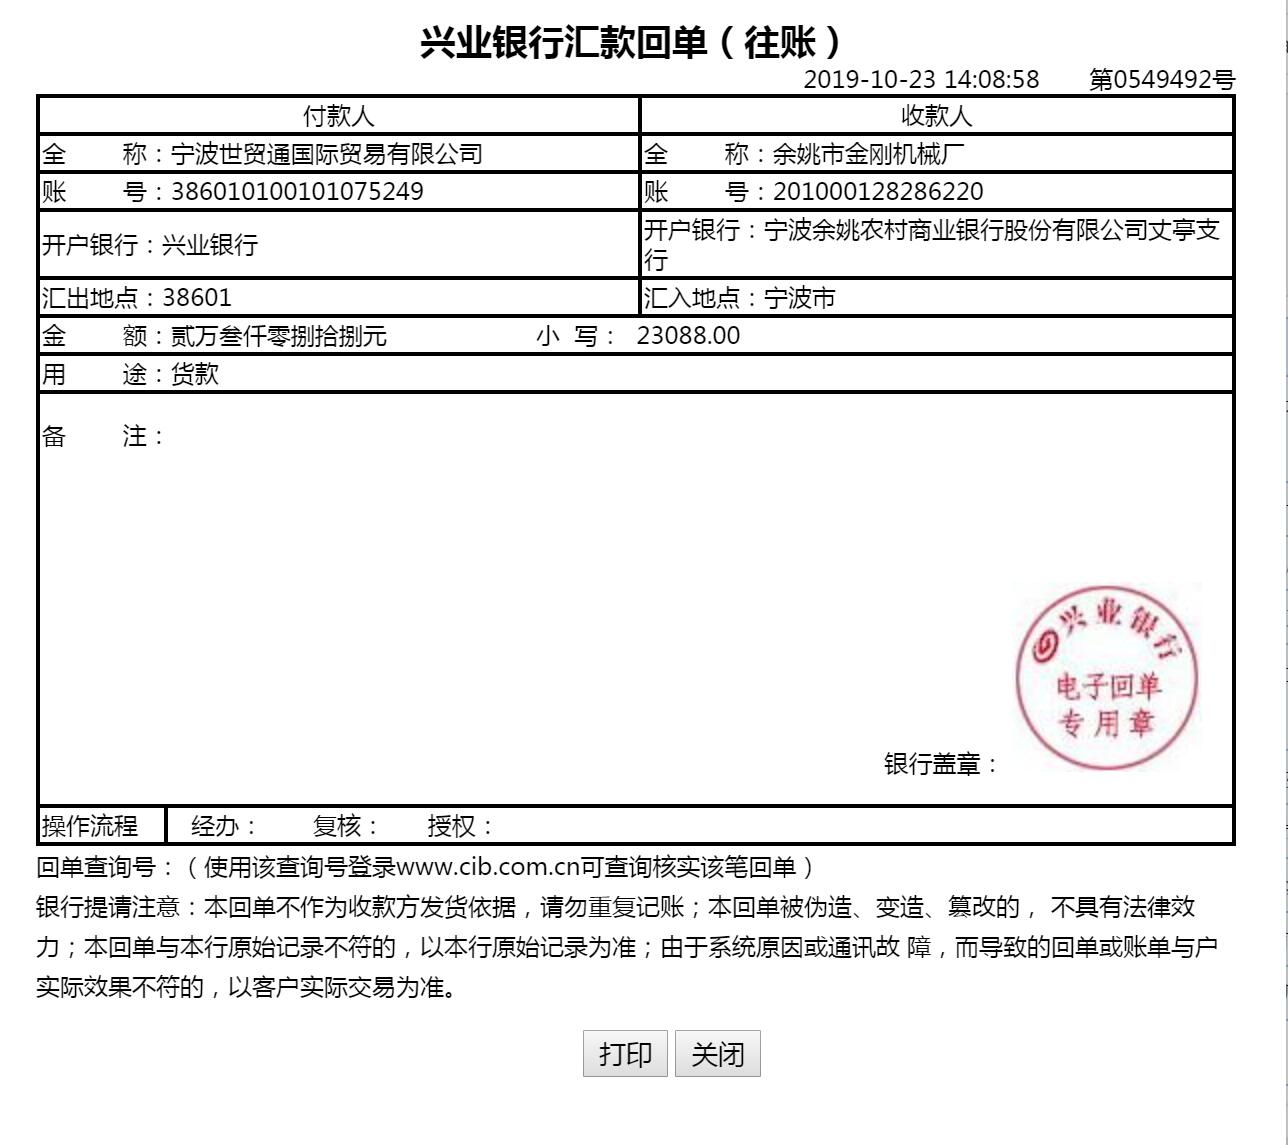 兴业银行汇款回单（往账）
2019-10-23 14:08:58 第0549492号
付款人 收款人
全 称：宁波世贸通国际贸易有限公司 全 称：余姚市金刚机械厂
账 号：386010100101075249 账 号：201000128286220
开户银行：兴业银行 开户银行：宁波余姚农村商业银行股份有限公司丈亭支
行
汇出地点：38601 汇入地点：宁波市
金 额：贰万叁仟零捌拾捌元 小 写： 23088.00
用 途：货款
备 注：
兴业银行
电子回单
专用章
银行盖章：
操作流程 经办： 复核： 授权：
回单查询号：（使用该查询号登录www.cib.com.cn可查询核实该笔回单）
银行提请注意：本回单不作为收款方发货依据，请勿重复记账；本回单被伪造、变造、篡改的， 不具有法律效
力；本回单与本行原始记录不符的，以本行原始记录为准；由于系统原因或通讯故 障，而导致的回单或账单与户
实际效果不符的，以客户实际交易为准。
打印 关闭